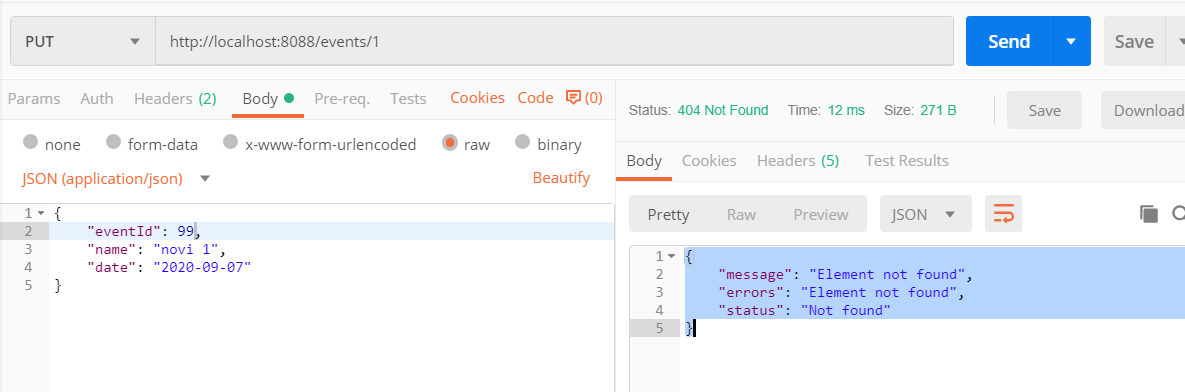 PUT http://localhost:8088/events/1 Send Save
Params Auth Headers (2) Body Pre-req. Tests Cookies Code (0)
none form-data x-www-form-urlencoded raw binary
JSON (application/json) Beautify
1 {
2 "eventId": 99,
3 "name": "novi 1",
4 "date": "2020-09-07"
5 }
Status: 404 Not Found Time: 12 ms Size: 271 B Save Download
Body Cookies Headers (5) Test Results
Pretty Raw Preview JSON
1 {
2 "message": "Element not found",
3 "errors": "Element not found",
4 "status": "Not found"
5 }